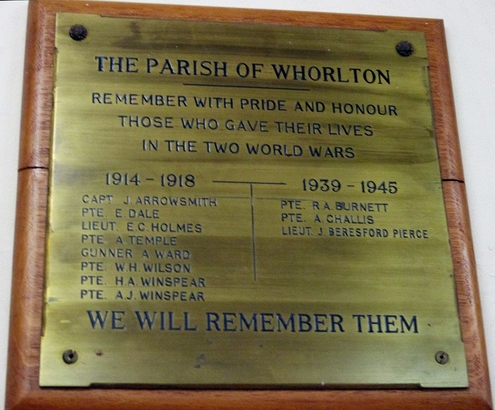 THE PARISH OF WHORLTON
REMEMBER WITH PRIDE AND HONOUR
THOSE WHO GAVE THEIR LIVES
IN THE TWO WORLD WARS
1914 - 1918
CAPT. J. ARROWSMITH
PTE. E. DALE
LIEUT. E.C. HOLMES
PTE. A. TEMPLE
GUNNER A. WARD
PTE. W.H. WILSON
PTE. H.A. WINSPEAR
PTE. A.J. WINSPEAR
1939 - 1945
PTE. R.A. BURNETT
PTE. A. CHALLIS
LIEUT. J. BERESFORD PIERCE
WE WILL REMEMBER THEM